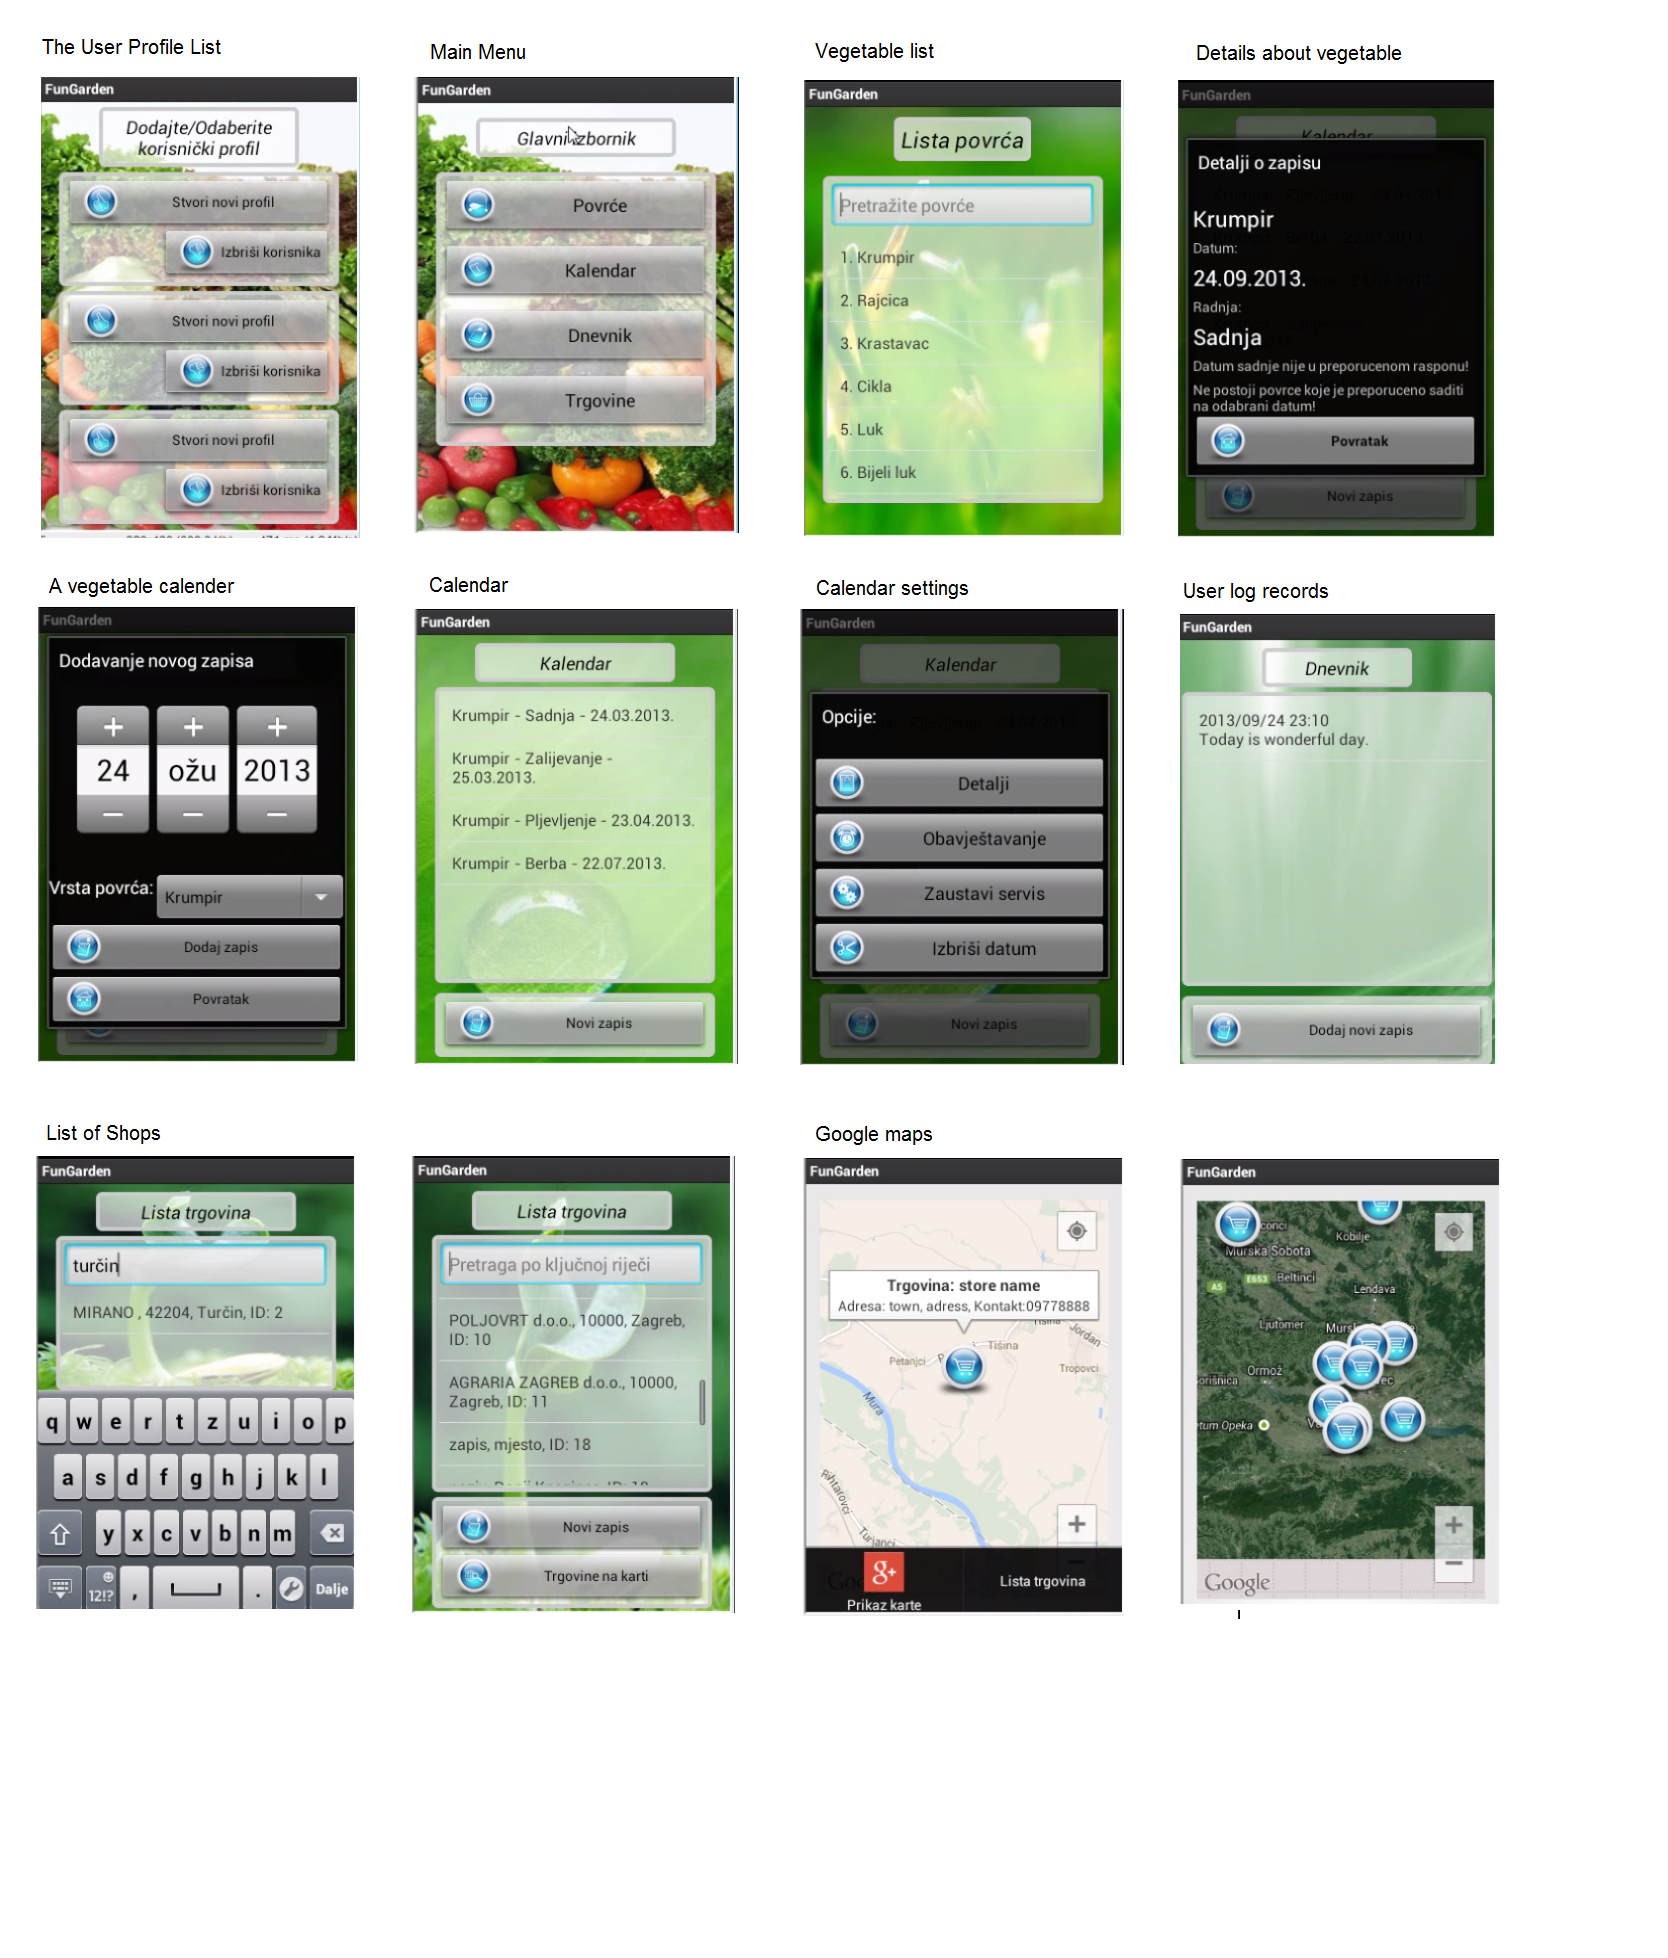 The User Profile List
FunGarden
Dodajte/Odaberite
korisnički profil
Stvori novi profil
Izbriši korisnika
Stvori novi profil
Izbriši korisnika
Stvori novi profil
Izbriši korisnika
Main Menu
FunGarden
Glavni izbornik
Povrće
Kalendar
Dnevnik
Trgovine
Vegetable list
FunGarden
Lista povrća
Pretražite povrće
1. Krumpir
2. Rajcica
3. Krastavac
4. Cikla
5. Luk
6. Bijeli luk
Details about vegetable
FunGarden
Kalendar
Detalji o zapisu
Krumpir
Datum:
24.09.2013.
Radnja:
Sadnja
Datum sadnje nije u preporucenom rasponu!
Ne postoji povrce koje je preporuceno saditi
na odabrani datum!
Povratak
Novi zapis
A vegetable calender
FunGarden
Dodavanje novog zapisa
+ + +
24 ožu 2013
– – –
Vrsta povrća: Krumpir
Dodaj zapis
Povratak
Calendar
FunGarden
Kalendar
Krumpir - Sadnja - 24.03.2013.
Krumpir - Zalijevanje -
25.03.2013.
Krumpir - Pljevljenje - 23.04.2013.
Krumpir - Berba - 22.07.2013.
Novi zapis
Calendar settings
FunGarden
Kalendar
Opcije:
Detalji
Obavještavanje
Zaustavi servis
Izbriši datum
Novi zapis
User log records
FunGarden
Dnevnik
2013/09/24 23:10
Today is wonderful day.
Dodaj novi zapis
List of Shops
FunGarden
Lista trgovina
turčin
MIRANO , 42204, Turčin, ID: 2
q w e r t z u i o p
a s d f g h j k l
y x c v b n m
12!? , . Dalje
FunGarden
Lista trgovina
Pretraga po ključnoj riječi
POLJOVRT d.o.o., 10000, Zagreb,
ID: 10
AGRARIA ZAGREB d.o.o., 10000,
Zagreb, ID: 11
zapis, mjesto, ID: 18
Novi zapis
Trgovine na karti
Google maps
FunGarden
Trgovina: store name
Adresa: town, adress, Kontakt:09778888
Tišina
Jordan
Petanjci
Tišina
Tropovci
Mura
Rihtarovci
Turjanci
+
g+
Prikaz karte
Lista trgovina
FunGarden
Kobilje
Murska Sobota
A5 E653 Beltinci
Lendava
Ljutomer
Ormož
+
–
Google